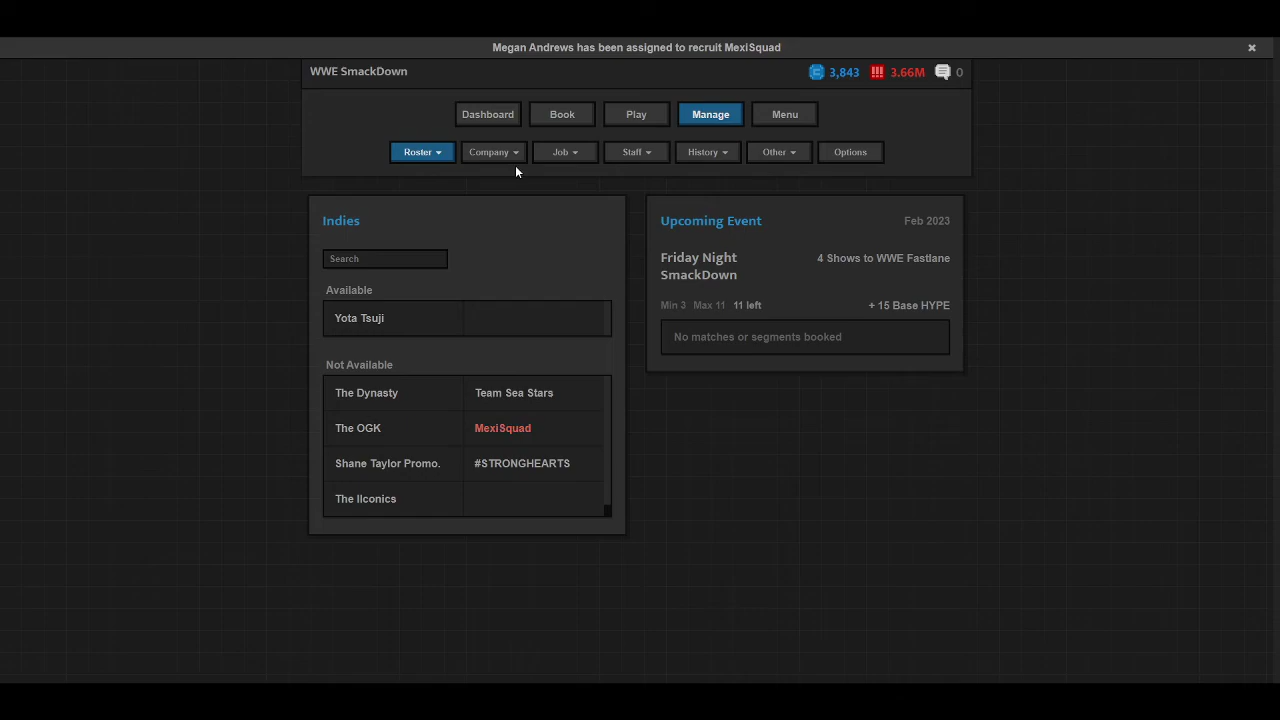 Megan Andrews has been assigned to recruit MexiSquad ×
WWE SmackDown 3,843 3.66M 0
Dashboard Book Play Manage Menu
Roster Company Job Staff History Other Options
Indies
Search
Available
Yota Tsuji
Not Available
The Dynasty Team Sea Stars
The OGK MexiSquad
Shane Taylor Promo. #STRONGHEARTS
The IIconics
Upcoming Event Feb 2023
Friday Night
SmackDown
4 Shows to WWE Fastlane
Min 3 Max 11 11 left + 15 Base HYPE
No matches or segments booked